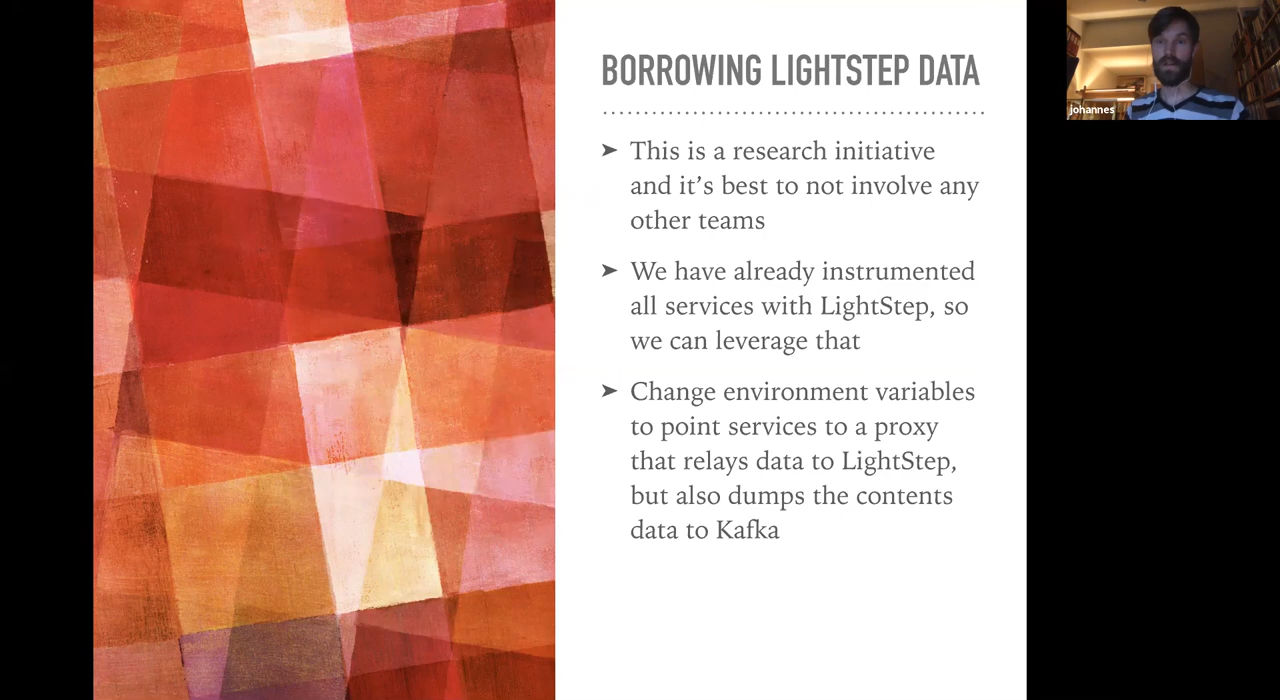 BORROWING LIGHTSTEP DATA
➤ This is a research initiative
and it’s best to not involve any
other teams
➤ We have already instrumented
all services with LightStep, so
we can leverage that
➤ Change environment variables
to point services to a proxy
that relays data to LightStep,
but also dumps the contents
data to Kafka
johannes